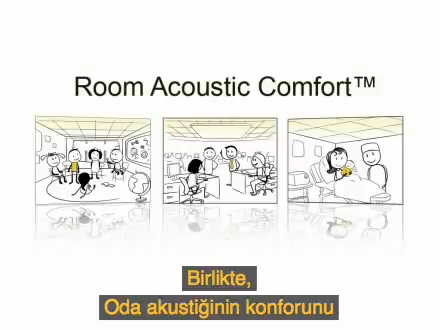 Room Acoustic Comfort™
Birlikte,
Oda akustiğinin konforunu